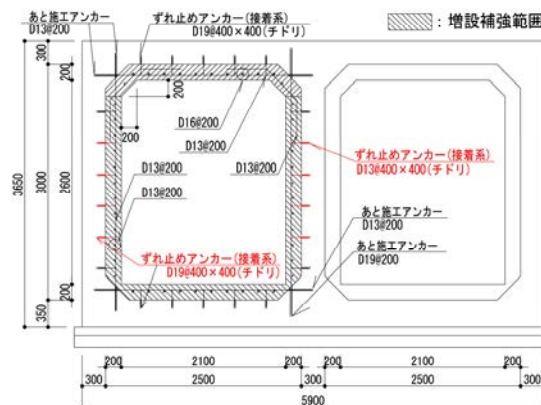 あと施工アンカー
D13@200
ずれ止めアンカー(接着系)
D19@400×400(チドリ)
：増設補強範囲
300
200
200
200
D16@200
D13@200
D13@200
D13@200
D13@200
ずれ止めアンカー(接着系)
D13@400×400(チドリ)
3650
3000
2600
あと施工アンカー
D13@200
あと施工アンカー
D19@200
ずれ止めアンカー(接着系)
D19@400×400(チドリ)
200
350
200 2100 200 200 2100 200
300 2500 300 2500 300
5900